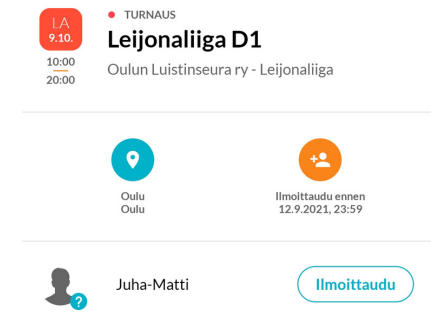 LA
9.10.
10:00
20:00
TURNAUS
Leijonaliiga D1
Oulun Luistinseura ry - Leijonaliiga
Oulu
Oulu
Ilmoittaudu ennen
12.9.2021, 23:59
?
Juha-Matti
Ilmoittaudu